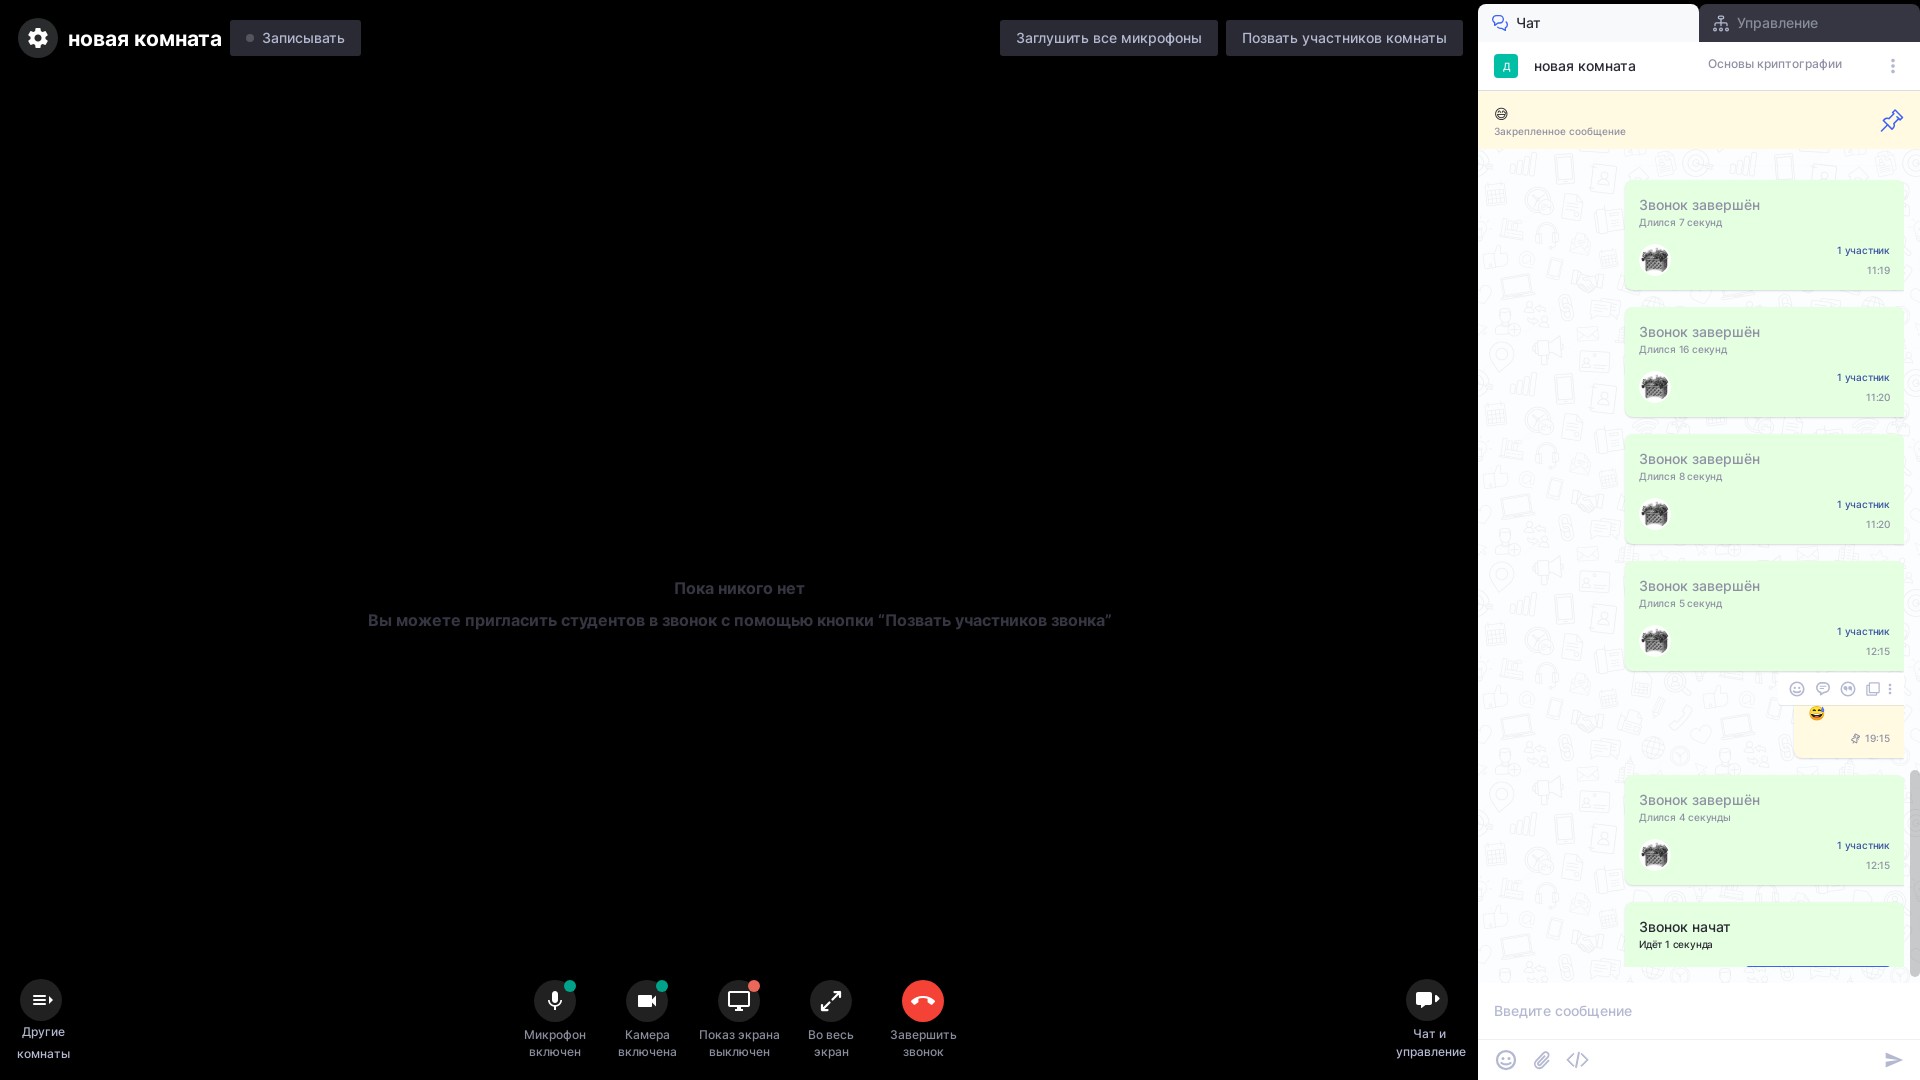 новая комната
Записывать
Заглушить все микрофоны
Позвать участников комнаты
Чат
Управление
Д
новая комната
Основы криптографии
Закрепленное сообщение
Звонок завершён
Длился 7 секунд
1 участник
11:19
Звонок завершён
Длился 16 секунд
1 участник
11:20
Звонок завершён
Длился 8 секунд
1 участник
11:20
Звонок завершён
Длился 5 секунд
1 участник
12:15
19:15
Звонок завершён
Длился 4 секунды
1 участник
12:15
Звонок начат
Идёт 1 секунда
Пока никого нет
Вы можете пригласить студентов в звонок с помощью кнопки “Позвать участников звонка”
Другие
комнаты
Микрофон
включен
Камера
включена
Показ экрана
выключен
Во весь
экран
Завершить
звонок
Чат и
управление
Введите сообщение